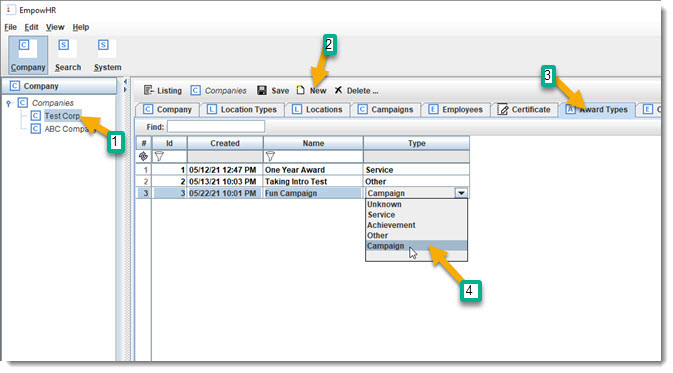 EmpowHR
File Edit View Help
C S S
Company Search System
2
3
C Company
Listing C Companies Save New Delete ...
C Companies
C Company L Location Types L Locations C Campaigns E Employees Certificate A Award Types E C
C Test Corp
1
C ABC Compan
Find:
# Id Created Name Type
1 1 05/12/21 12:47 PM One Year Award Service
2 2 05/13/21 10:03 PM Taking Intro Test Other
3 3 05/22/21 10:01 PM Fun Campaign Campaign
Unknown
Service
Achievement
Other
Campaign
4